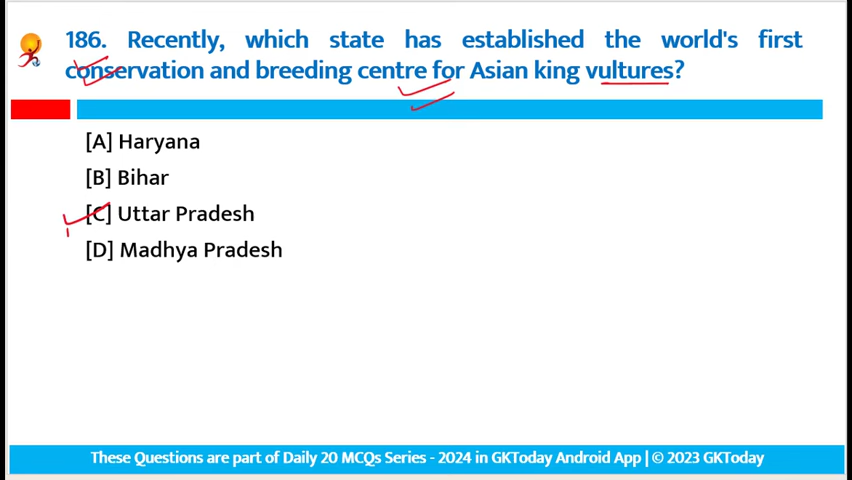 186. Recently, which state has established the world's first
conservation and breeding centre for Asian king vultures?
[A] Haryana
[B] Bihar
[C] Uttar Pradesh
[D] Madhya Pradesh
These Questions are part of Daily 20 MCQs Series - 2024 in GKToday Android App | © 2023 GKToday